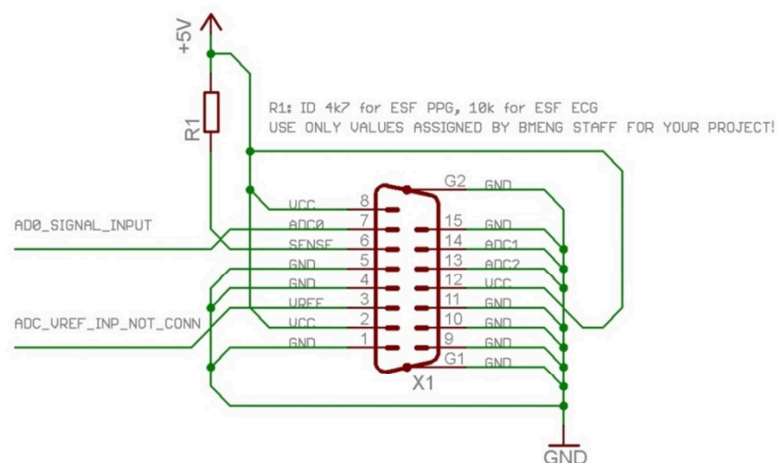 +5V
R1
R1: ID 4k7 for ESF PPG, 10k for ESF ECG
USE ONLY VALUES ASSIGNED BY BMENG STAFF FOR YOUR PROJECT!
G2 GND
VCC 8
AD0_SIGNAL_INPUT
ADC0 7
15 GND
SENSE 6
14 ADC1
GND 5
13 ADC2
GND 4
12 VCC
VREF 3
11 GND
ADC_VREF_INP_NOT_CONN
VCC 2
10 GND
GND 1
9 GND
G1 GND
X1
GND